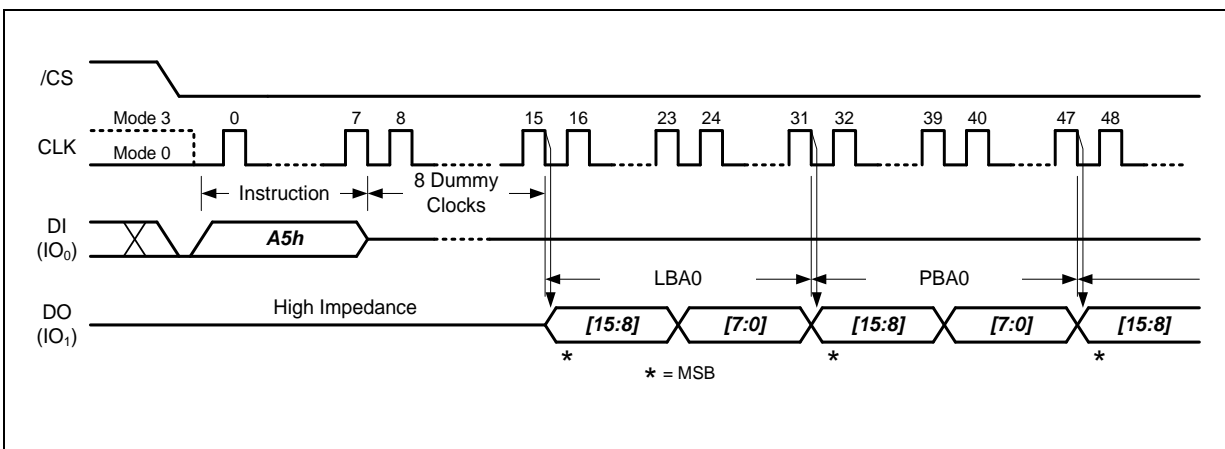 /CS
Mode 3
0
7
8
15
16
23
24
31
32
39
40
47
48
CLK
Mode 0
Instruction
8 Dummy
Clocks
DI
(IO0)
A5h
LBA0
PBA0
DO
(IO1)
High Impedance
[15:8]
[7:0]
[15:8]
[7:0]
[15:8]
*
*
*
* = MSB